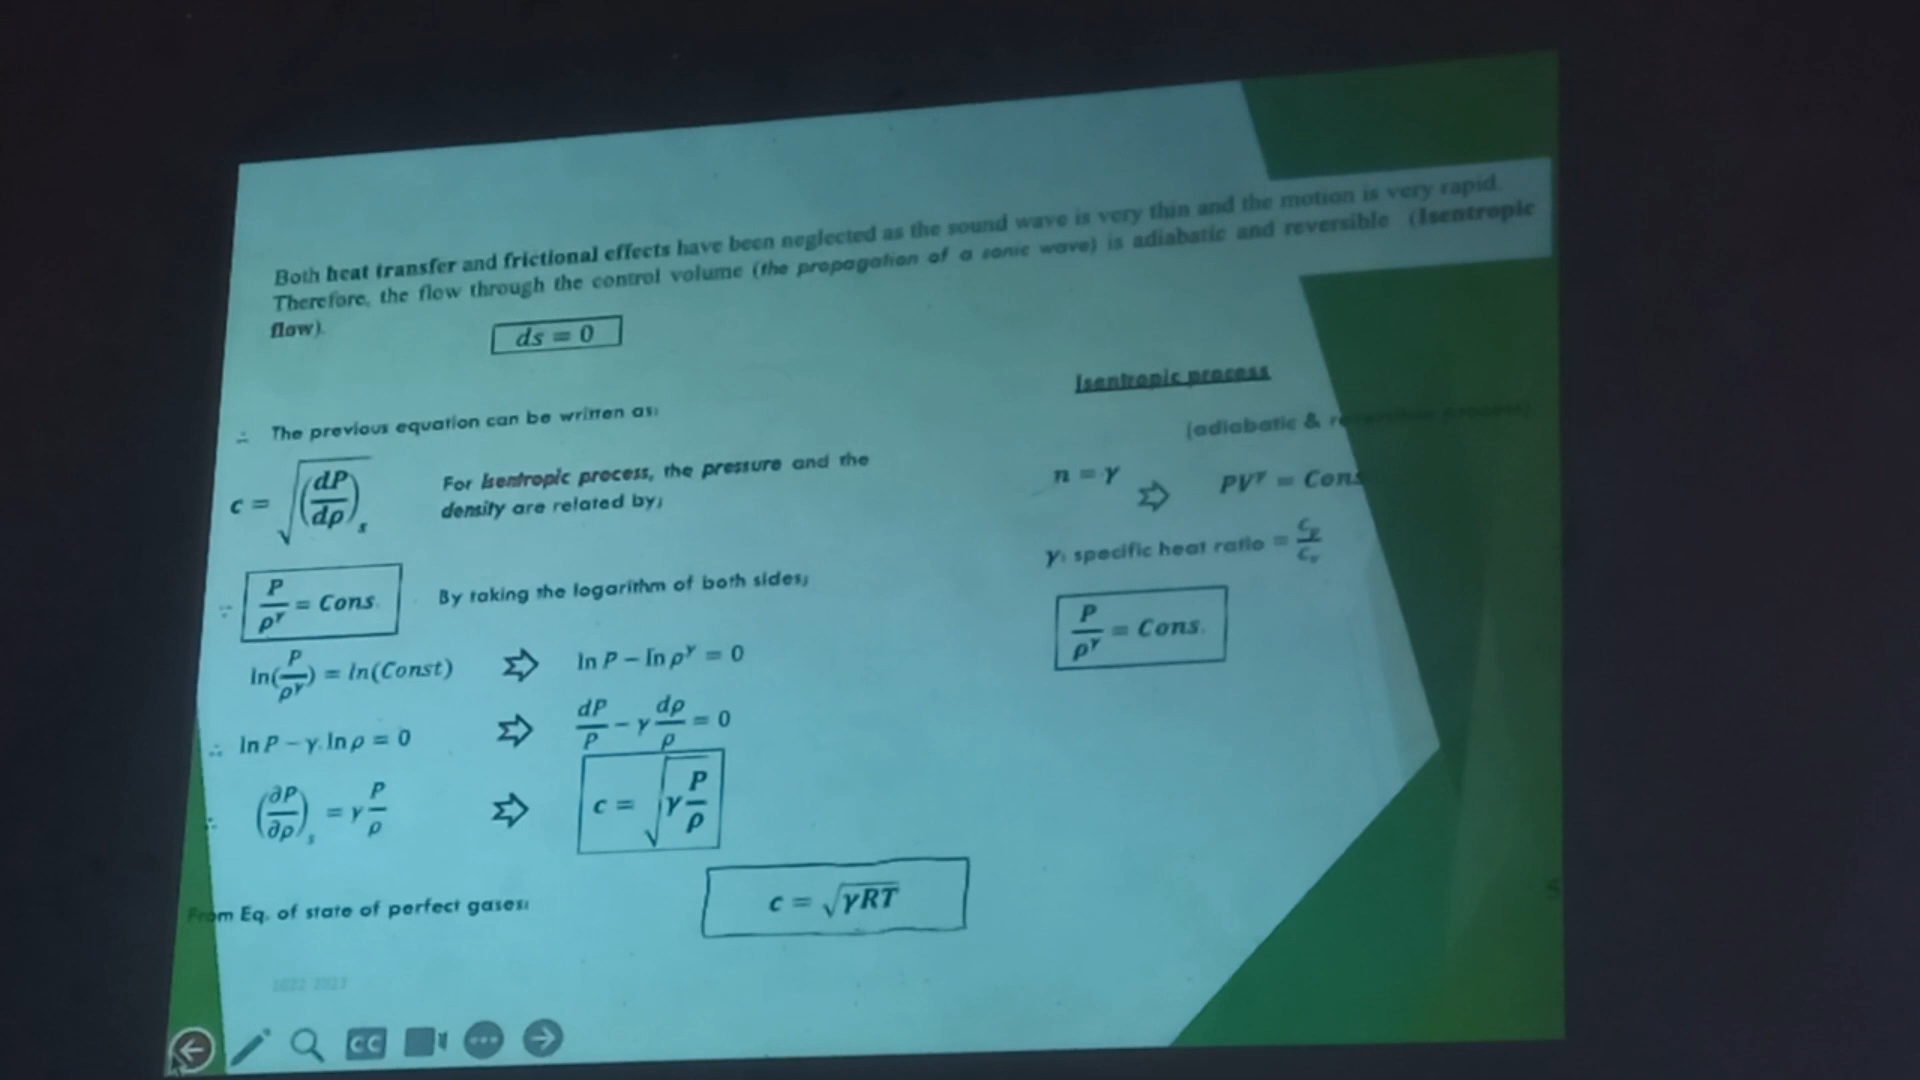 Both heat transfer and frictional effects have been neglected as the sound wave is very thin and the motion is very rapid.
Therefore, the flow through the control volume (the propagation of a sonic wave) is adiabatic and reversible (Isentropic
flow).
ds = 0
∴ The previous equation can be written as:
c = √(dP/dρ)s
For Isentropic process, the pressure and the
density are related by;
∵ P/ρ^γ = Cons.
By taking the logarithm of both sides;
ln(P/ρ^γ) = ln(Const) ⇨ ln P − ln ρ^γ = 0
∴ ln P − γ.ln ρ = 0 ⇨ dP/P − γ dρ/ρ = 0
∴ (∂P/∂ρ)s = γ P/ρ ⇨ c = √(γ P/ρ)
From Eq. of state of perfect gases:
c = √γRT
Isentropic process
(adiabatic &
n = γ ⇨ PV^γ = Cons
γ: specific heat ratio = Cp/Cv
P/ρ^γ = Cons.
CC